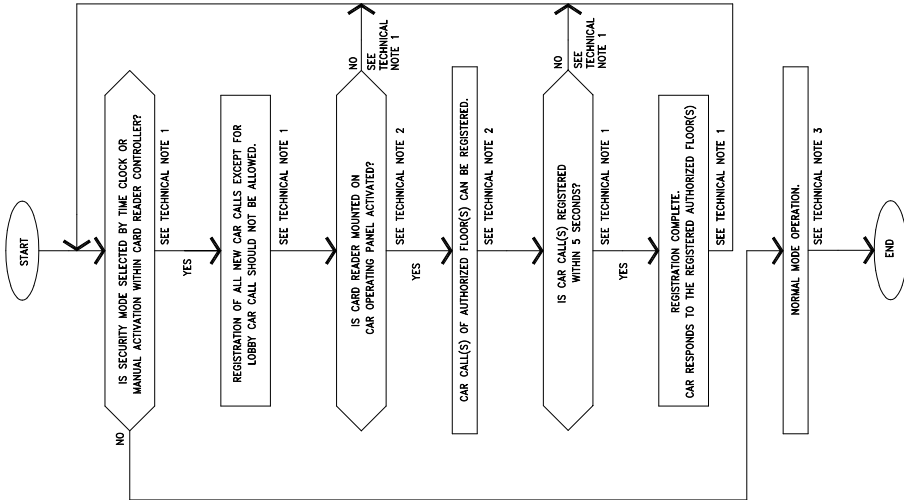 START
IS SECURITY MODE SELECTED BY TIME CLOCK OR
MANUAL ACTIVATION WITHIN CARD READER CONTROLLER?
NO
SEE TECHNICAL NOTE 1
YES
REGISTRATION OF ALL NEW CAR CALLS EXCEPT FOR
LOBBY CAR CALL SHOULD NOT BE ALLOWED.
SEE TECHNICAL NOTE 1
IS CARD READER MOUNTED ON
CAR OPERATING PANEL ACTIVATED?
NO
SEE
TECHNICAL
NOTE 1
SEE TECHNICAL NOTE 2
YES
CAR CALL(S) OF AUTHORIZED FLOOR(S) CAN BE REGISTERED.
SEE TECHNICAL NOTE 2
IS CAR CALL(S) REGISTERED
WITHIN 5 SECONDS?
NO
SEE
TECHNICAL
NOTE 1
SEE TECHNICAL NOTE 1
YES
REGISTRATION COMPLETE.
CAR RESPONDS TO THE REGISTERED AUTHORIZED FLOOR(S)
SEE TECHNICAL NOTE 1
NORMAL MODE OPERATION.
SEE TECHNICAL NOTE 3
END